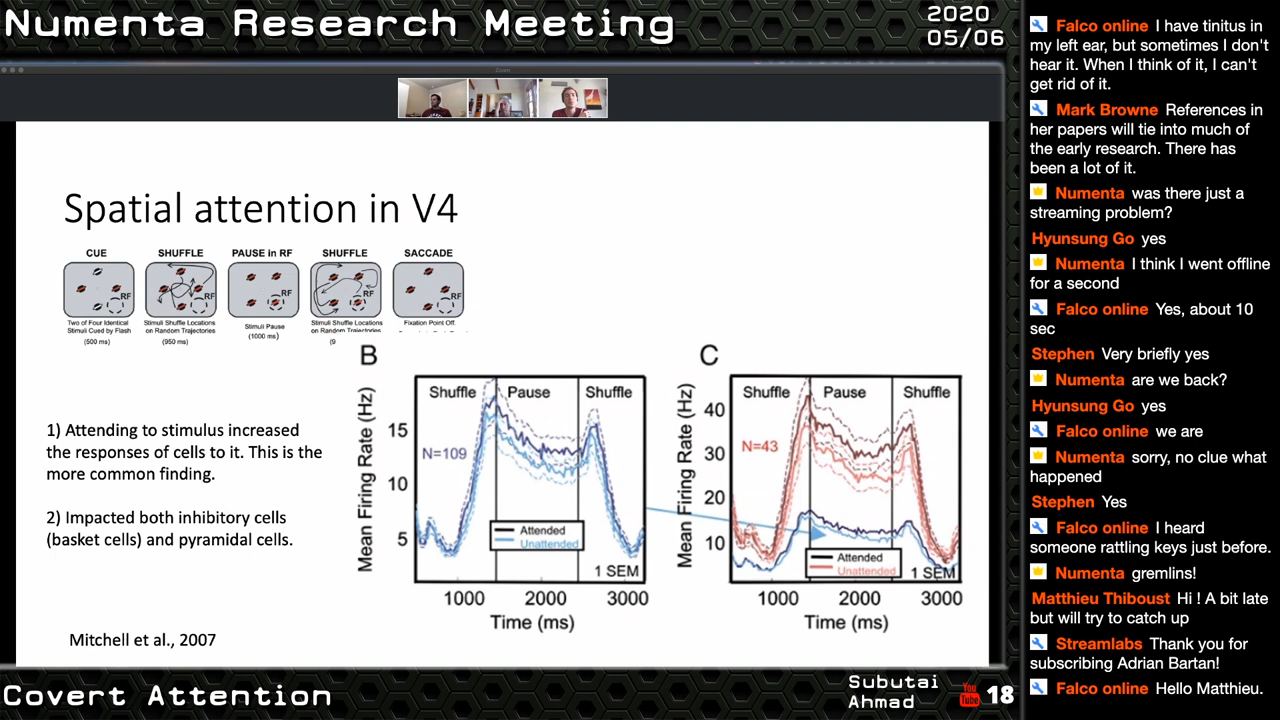 Numenta Research Meeting
2020
05/06
Zoom
Spatial attention in V4
CUE
SHUFFLE
PAUSE in RF
SHUFFLE
SACCADE
RF
RF
RF
RF
RF
Two of Four Identical
Stimuli Cued by Flash
(500 ms)
Stimuli Shuffle Locations
on Random Trajectories
(950 ms)
Stimuli Pause
(1000 ms)
Stimuli Shuffle Locations
on Random Trajectories
(9
Fixation Point Off.
1) Attending to stimulus increased
the responses of cells to it. This is the
more common finding.
2) Impacted both inhibitory cells
(basket cells) and pyramidal cells.
Mitchell et al., 2007
B
Mean Firing Rate (Hz)
15
10
5
Shuffle
Pause
Shuffle
N=109
Attended
Unattended
1 SEM
1000
2000
3000
Time (ms)
C
Mean Firing Rate (Hz)
40
30
20
10
Shuffle
Pause
Shuffle
N=43
Attended
Unattended
1 SEM
1000
2000
3000
Time (ms)
Covert Attention
Subutai
Ahmad
You
Tube
18
Falco online I have tinitus in
my left ear, but sometimes I don't
hear it. When I think of it, I can't
get rid of it.
Mark Browne References in
her papers will tie into much of
the early research. There has
been a lot of it.
Numenta was there just a
streaming problem?
Hyunsung Go yes
Numenta I think I went offline
for a second
Falco online Yes, about 10
sec
Stephen Very briefly yes
Numenta are we back?
Hyunsung Go yes
Falco online we are
Numenta sorry, no clue what
happened
Stephen Yes
Falco online I heard
someone rattling keys just before.
Numenta gremlins!
Matthieu Thiboust Hi ! A bit late
but will try to catch up
Streamlabs Thank you for
subscribing Adrian Bartan!
Falco online Hello Matthieu.